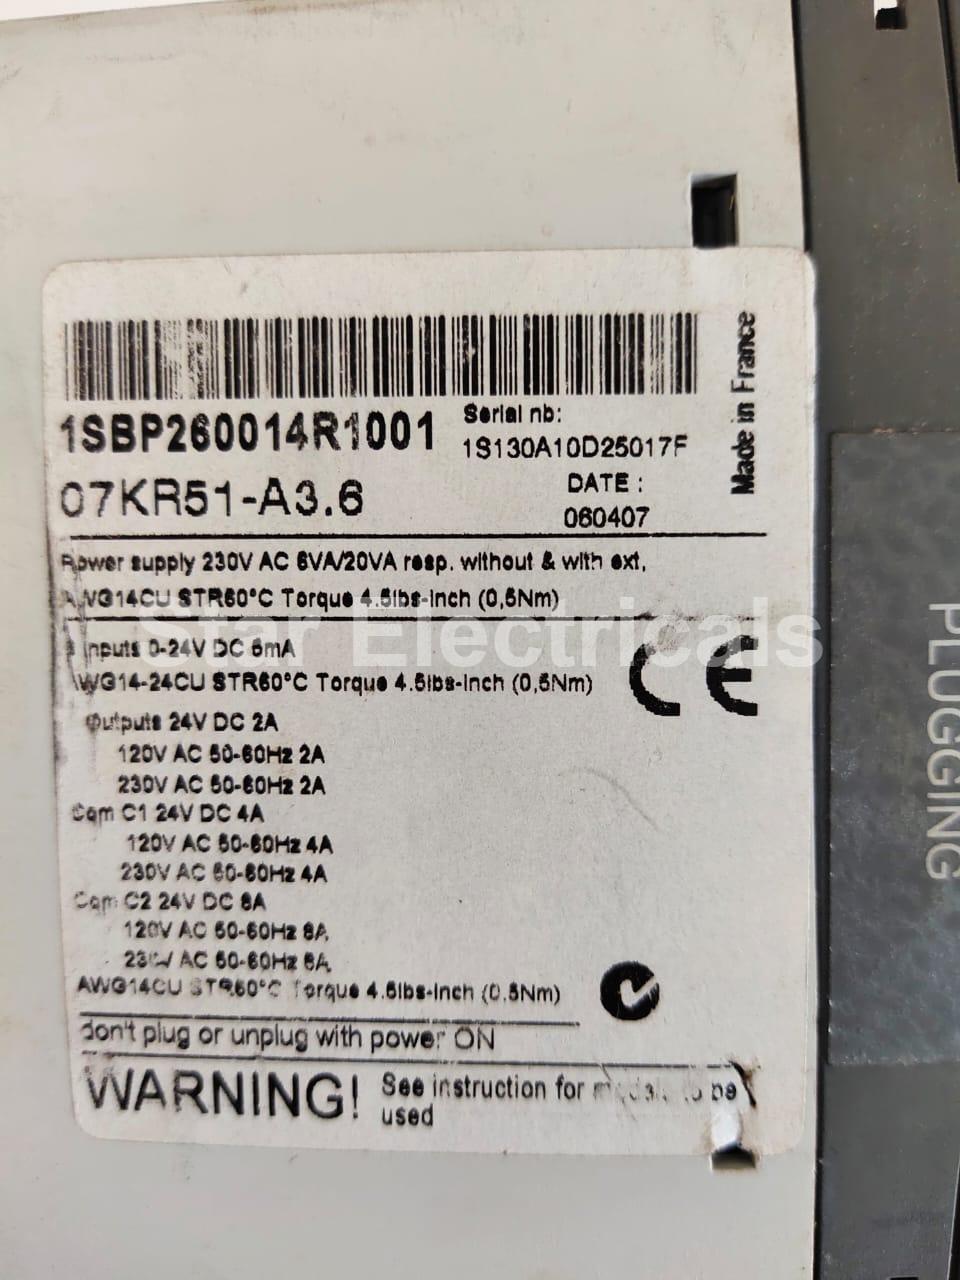 1SBP260014R1001
Serial nb:
1S130A10D25017F
07KR51-A3.6
DATE :
060407
Made in France
Power supply 230V AC 6VA/20VA resp. without & with ext,
AWG14CU STR60°C Torque 4.5lbs-inch (0,5Nm)
Star Electricals
Inputs 0-24V DC 6mA
AWG14-24CU STR60°C Torque 4.5lbs-inch (0,5Nm)
CE
Outputs 24V DC 2A
120V AC 50-60Hz 2A
230V AC 50-60Hz 2A
Com C1 24V DC 4A
120V AC 50-60Hz 4A
230V AC 50-60Hz 4A
Com C2 24V DC 8A
120V AC 50-60Hz 8A
230V AC 50-60Hz 8A
AWG14CU STR60°C Torque 4.5lbs-inch (0,5Nm)
don't plug or unplug with power ON
WARNING! See instruction for to be
used
PLUGGING